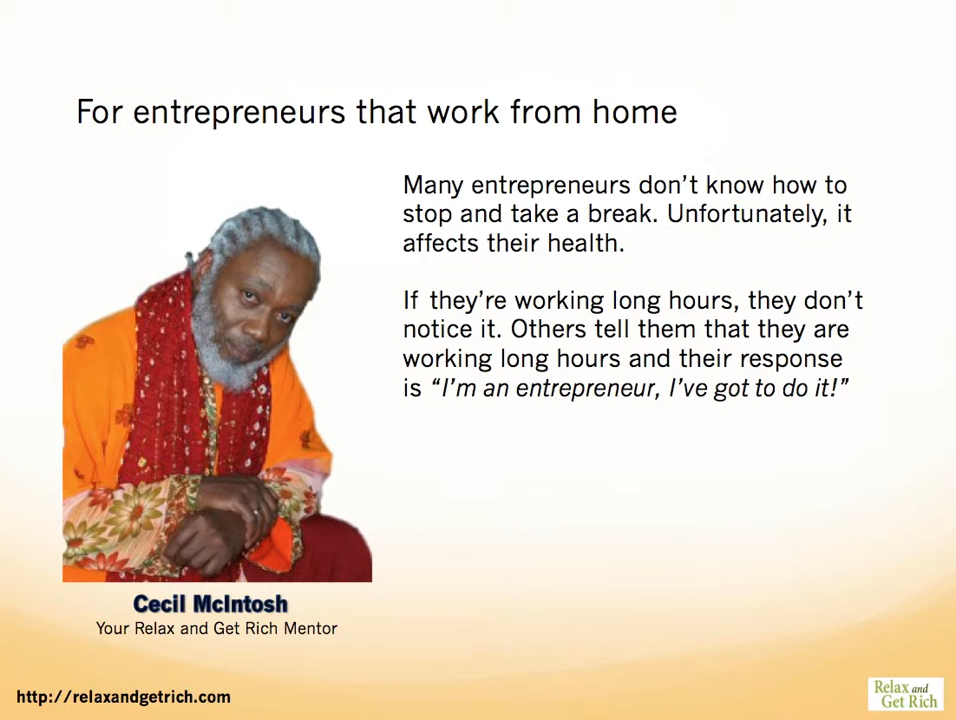 For entrepreneurs that work from home
Many entrepreneurs don’t know how to
stop and take a break. Unfortunately, it
affects their health.
If they’re working long hours, they don’t
notice it. Others tell them that they are
working long hours and their response
is “I’m an entrepreneur, I’ve got to do it!”
Cecil McIntosh
Your Relax and Get Rich Mentor
http://relaxandgetrich.com
Relax and
Get Rich